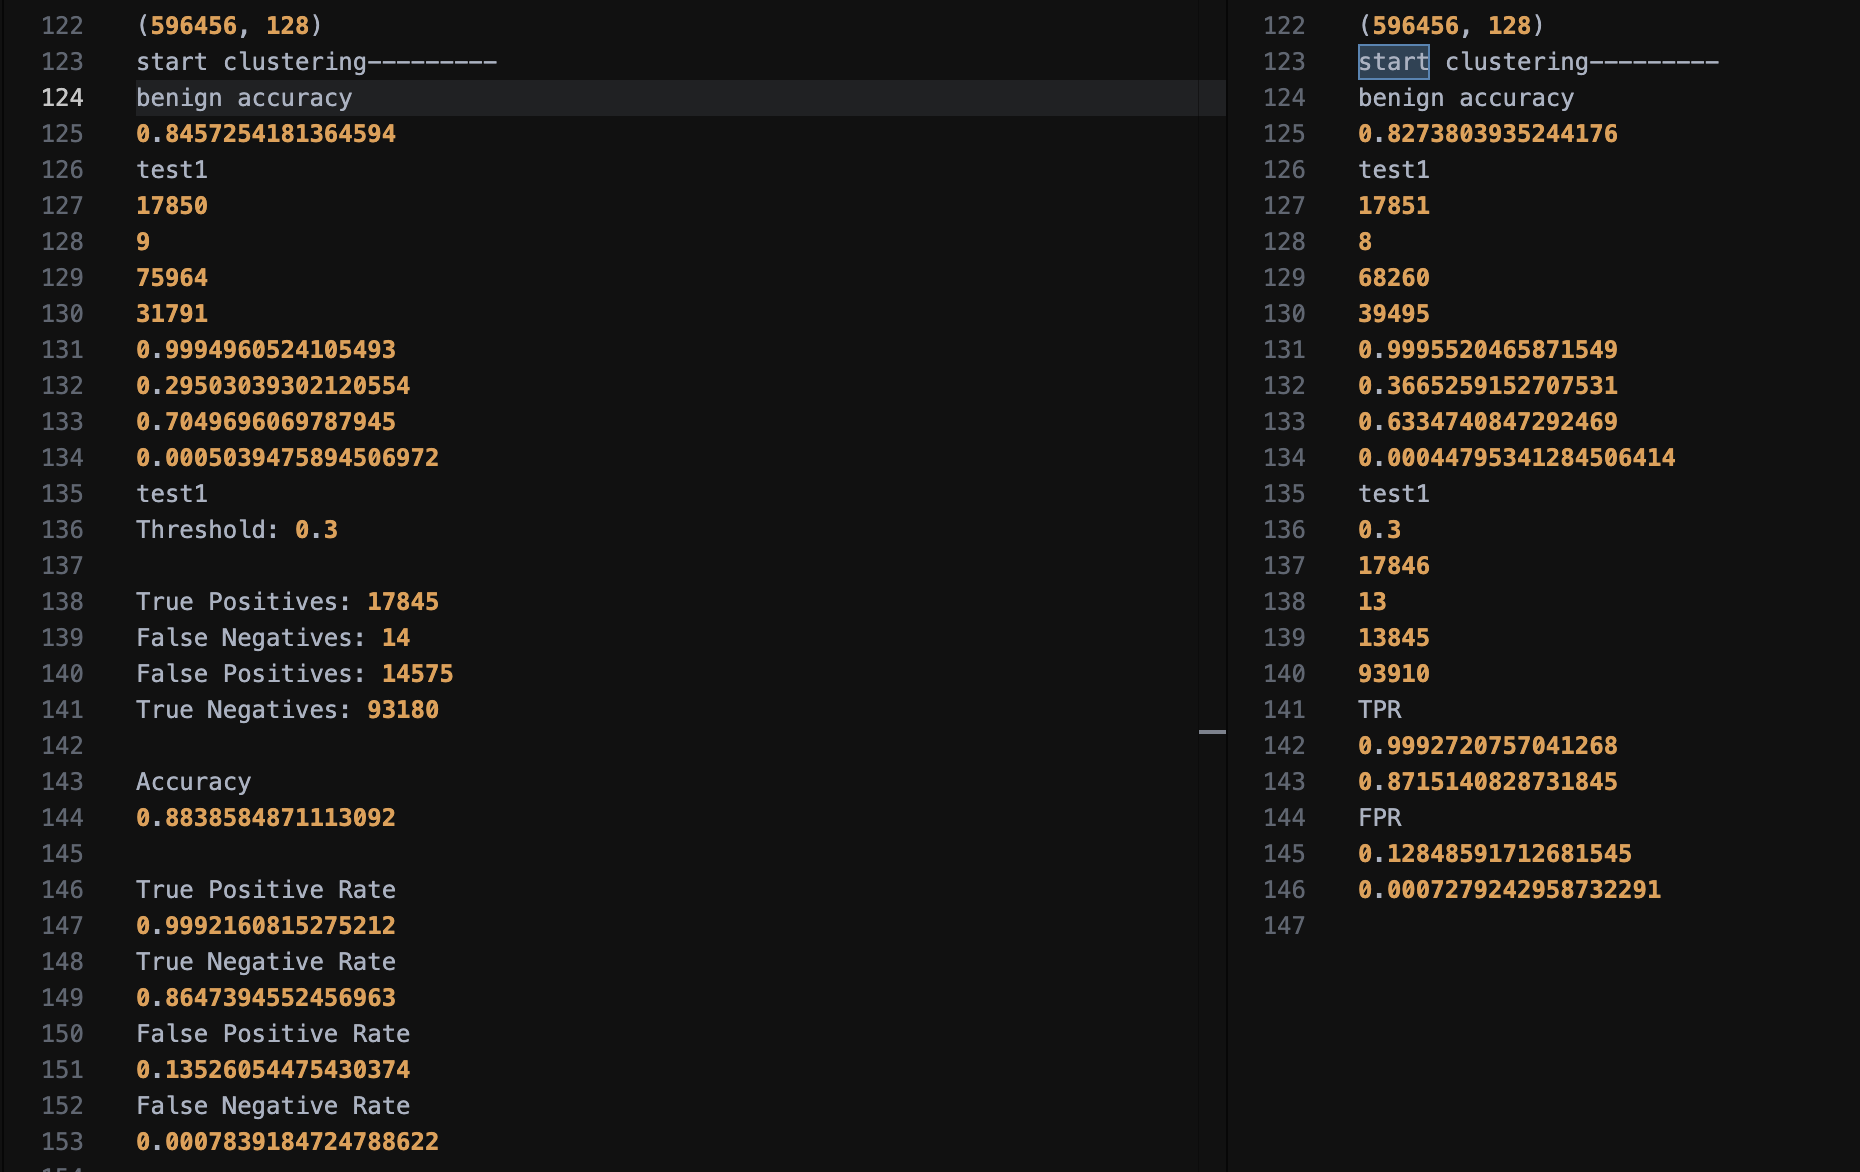 122 (596456, 128)
123 start clustering---------
124 benign accuracy
125 0.8457254181364594
126 test1
127 17850
128 9
129 75964
130 31791
131 0.9994960524105493
132 0.29503039302120554
133 0.7049696069787945
134 0.0005039475894506972
135 test1
136 Threshold: 0.3
137
138 True Positives: 17845
139 False Negatives: 14
140 False Positives: 14575
141 True Negatives: 93180
142
143 Accuracy
144 0.8838584871113092
145
146 True Positive Rate
147 0.9992160815275212
148 True Negative Rate
149 0.8647394552456963
150 False Positive Rate
151 0.13526054475430374
152 False Negative Rate
153 0.0007839184724788622
122 (596456, 128)
123 start clustering---------
124 benign accuracy
125 0.8273803935244176
126 test1
127 17851
128 8
129 68260
130 39495
131 0.9995520465871549
132 0.3665259152707531
133 0.6334740847292469
134 0.00044795341284506414
135 test1
136 0.3
137 17846
138 13
139 13845
140 93910
141 TPR
142 0.9992720757041268
143 0.8715140828731845
144 FPR
145 0.12848591712681545
146 0.0007279242958732291
147